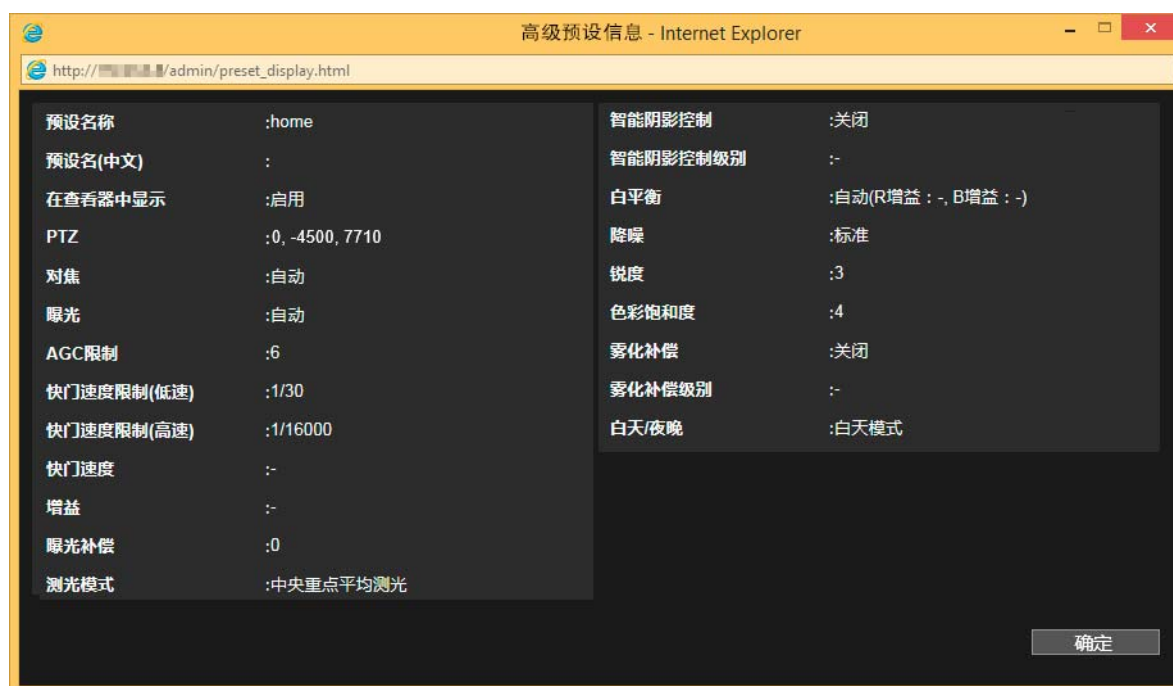 高级预设信息 - Internet Explorer
http:// /admin/preset_display.html
预设名称 :home
预设名(中文) :
在查看器中显示 :启用
PTZ :0, -4500, 7710
对焦 :自动
曝光 :自动
AGC限制 :6
快门速度限制(低速) :1/30
快门速度限制(高速) :1/16000
快门速度 :-
增益 :-
曝光补偿 :0
测光模式 :中央重点平均测光
智能阴影控制 :关闭
智能阴影控制级别 :-
白平衡 :自动(R增益：-, B增益：-)
降噪 :标准
锐度 :3
色彩饱和度 :4
雾化补偿 :关闭
雾化补偿级别 :-
白天/夜晚 :白天模式
确定